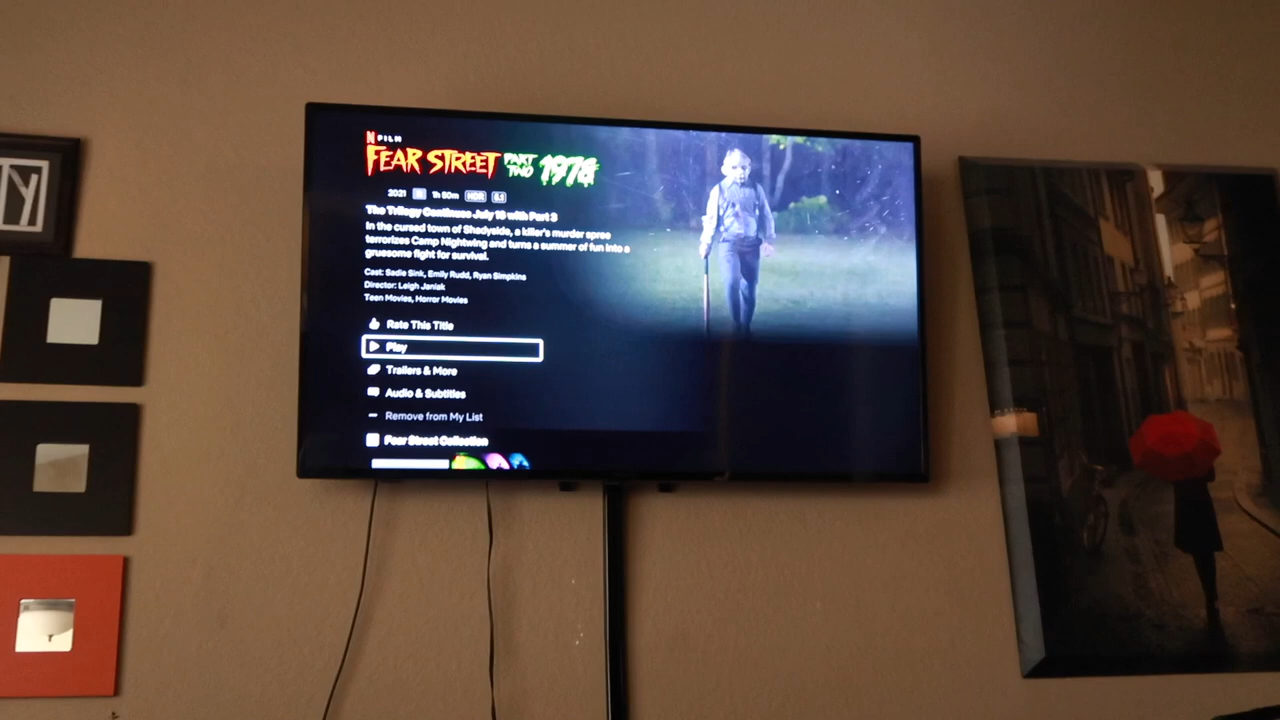 N FILM
FEAR STREET PART TWO 1978
2021 R 1h 50m HDR 5.1
The Trilogy Continues July 16 with Part 3
In the cursed town of Shadyside, a killer's murder spree
terrorizes Camp Nightwing and turns a summer of fun into a
gruesome fight for survival.
Cast: Sadie Sink, Emily Rudd, Ryan Simpkins
Director: Leigh Janiak
Teen Movies, Horror Movies
Rate This Title
Play
Trailers & More
Audio & Subtitles
Remove from My List
Fear Street Collection